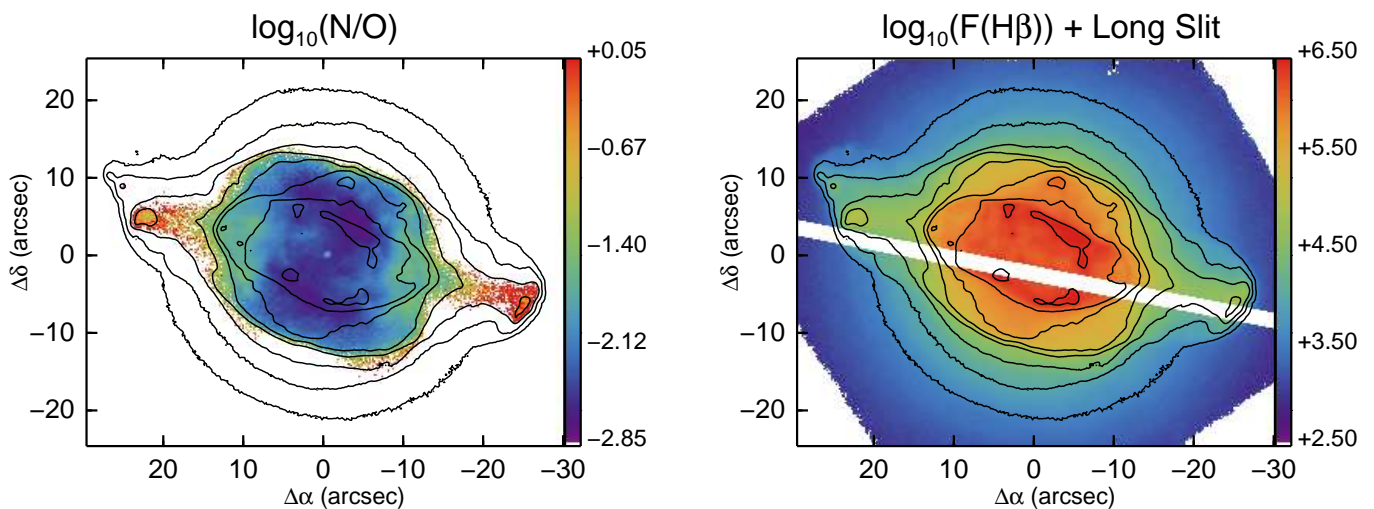 log₁₀(N/O)
+0.05
−0.67
−1.40
−2.12
−2.85
20
10
0
−10
−20
Δδ (arcsec)
20 10 0 −10 −20 −30
Δα (arcsec)
log₁₀(F(Hβ)) + Long Slit
+6.50
+5.50
+4.50
+3.50
+2.50
20
10
0
−10
−20
Δδ (arcsec)
20 10 0 −10 −20 −30
Δα (arcsec)